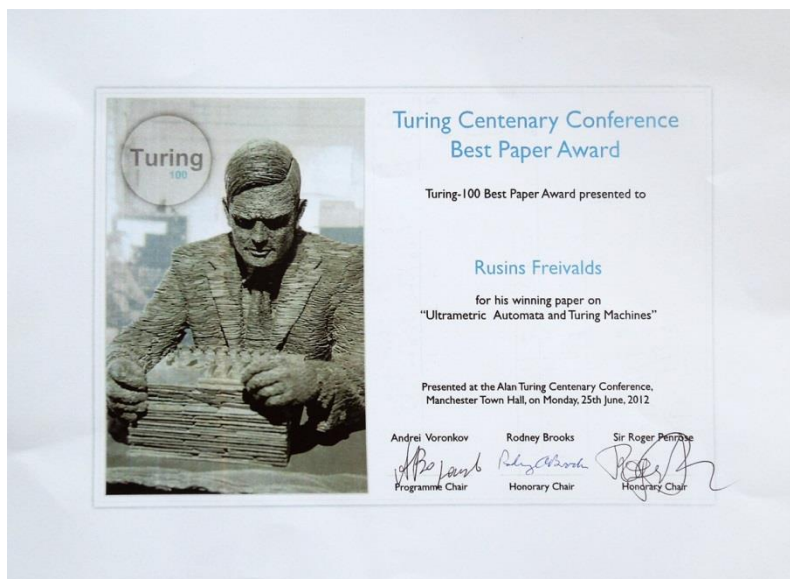 Turing
100
Turing Centenary Conference
Best Paper Award
Turing-100 Best Paper Award presented to
Rusins Freivalds
for his winning paper on
“Ultrametric Automata and Turing Machines”
Presented at the Alan Turing Centenary Conference,
Manchester Town Hall, on Monday, 25th June, 2012
Andrei Voronkov Rodney Brooks Sir Roger Penrose
Programme Chair Honorary Chair Honorary Chair